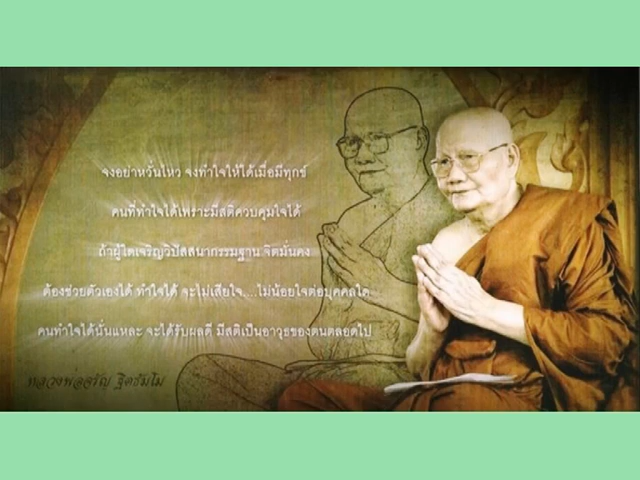 จงอย่าหวั่นไหว จงทำใจให้ได้เมื่อมีทุกข์
คนที่ทำใจได้เพราะมีสติควบคุมใจได้
ถ้าผู้ใดเจริญวิปัสสนากรรมฐาน จิตมั่นคง
ต้องช่วยตัวเองได้ ทำใจได้ จะไม่เสียใจ....ไม่น้อยใจต่อบุคคลใด
คนทำใจได้นั่นแหละ จะได้รับผลดี มีสติเป็นอาวุธของตนตลอดไป
หลวงพ่อจรัญ ฐิตธัมโม